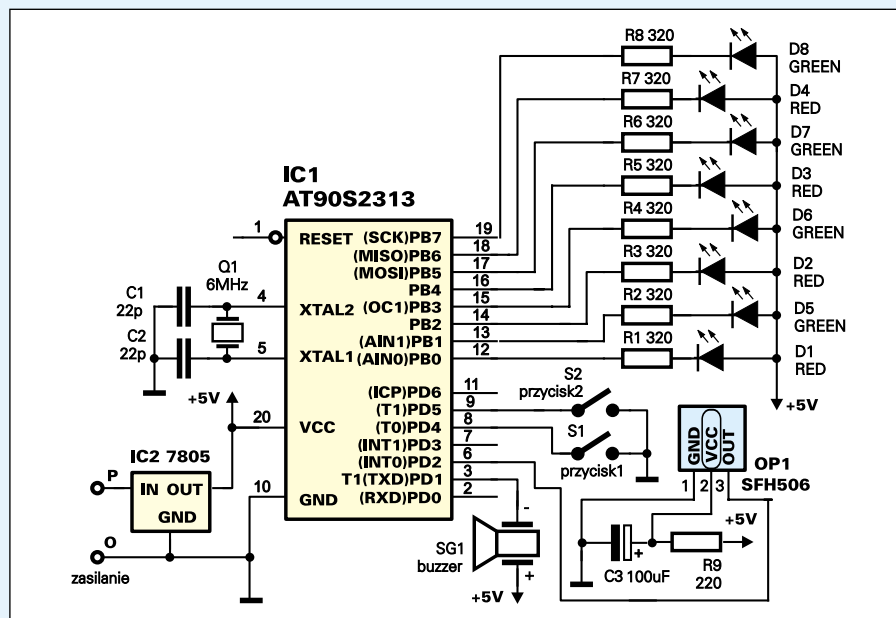 R8 320
D8
GREEN
R7 320
D4
RED
R6 320
D7
GREEN
R5 320
D3
RED
R4 320
D6
GREEN
R3 320
D2
RED
R2 320
D5
GREEN
R1 320
D1
RED
+5V
IC1
AT90S2313
1
RESET
(SCK)PB7
19
(MISO)PB6
18
(MOSI)PB5
17
PB4
16
(OC1)PB3
15
PB2
14
(AIN1)PB1
13
(AIN0)PB0
12
Q1
6MHz
C1
22p
4
XTAL2
C2
22p
5
XTAL1
+5V
20
VCC
(ICP)PD6
11
(T1)PD5
9
(T0)PD4
8
(INT1)PD3
7
(INT0)PD2
6
T1(TXD)PD1
3
(RXD)PD0
2
10
GND
S2
przycisk2
S1
przycisk1
IC2 7805
P
IN OUT
GND
O
zasilanie
-
SG1
buzzer
+
+5V
GND
VCC
OUT
1 2 3
OP1
SFH506
+5V
+
C3 100uF
R9
220